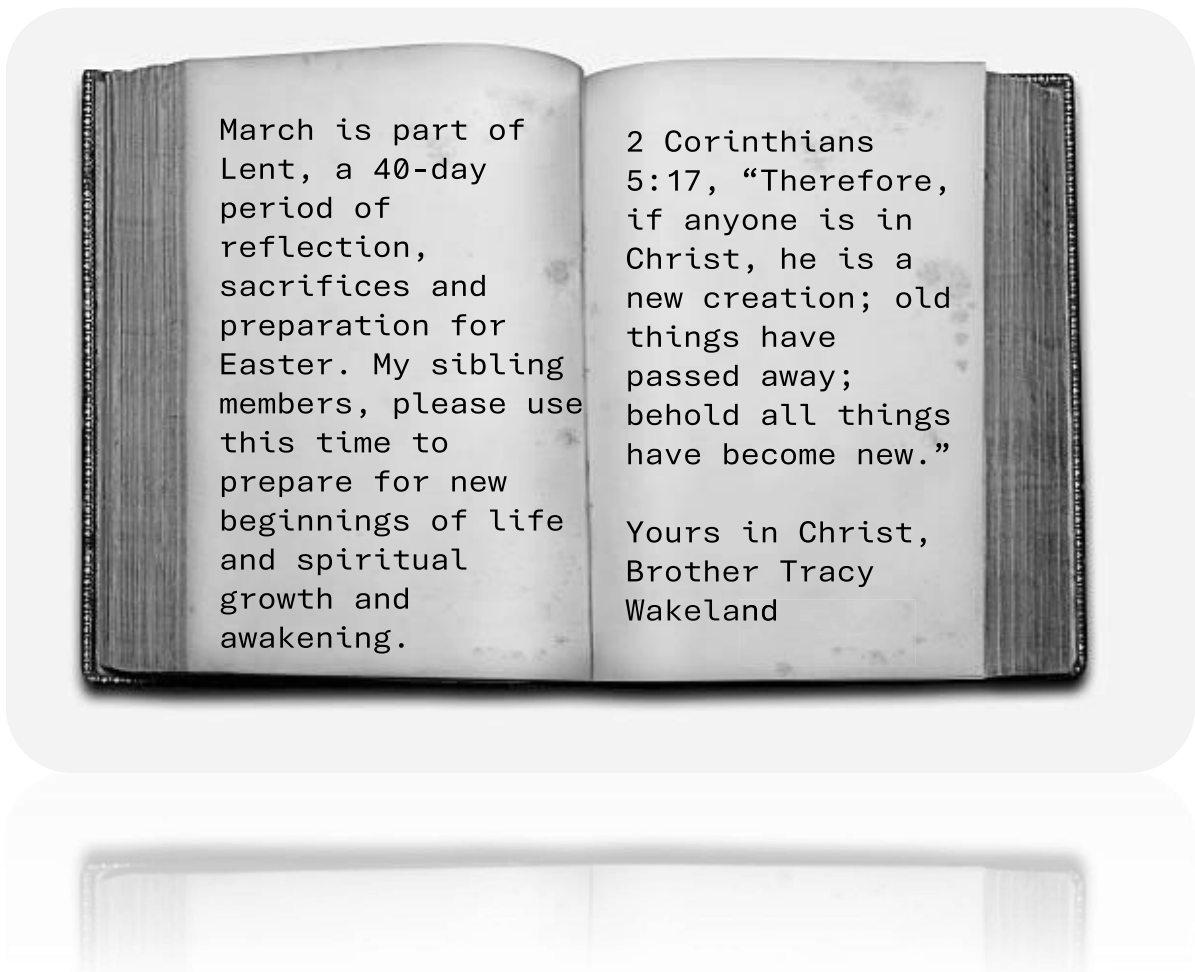 March is part of
Lent, a 40-day
period of
reflection,
sacrifices and
preparation for
Easter. My sibling
members, please use
this time to
prepare for new
beginnings of life
and spiritual
growth and
awakening.
2 Corinthians
5:17, “Therefore,
if anyone is in
Christ, he is a
new creation; old
things have
passed away;
behold all things
have become new.”
Yours in Christ,
Brother Tracy
Wakeland